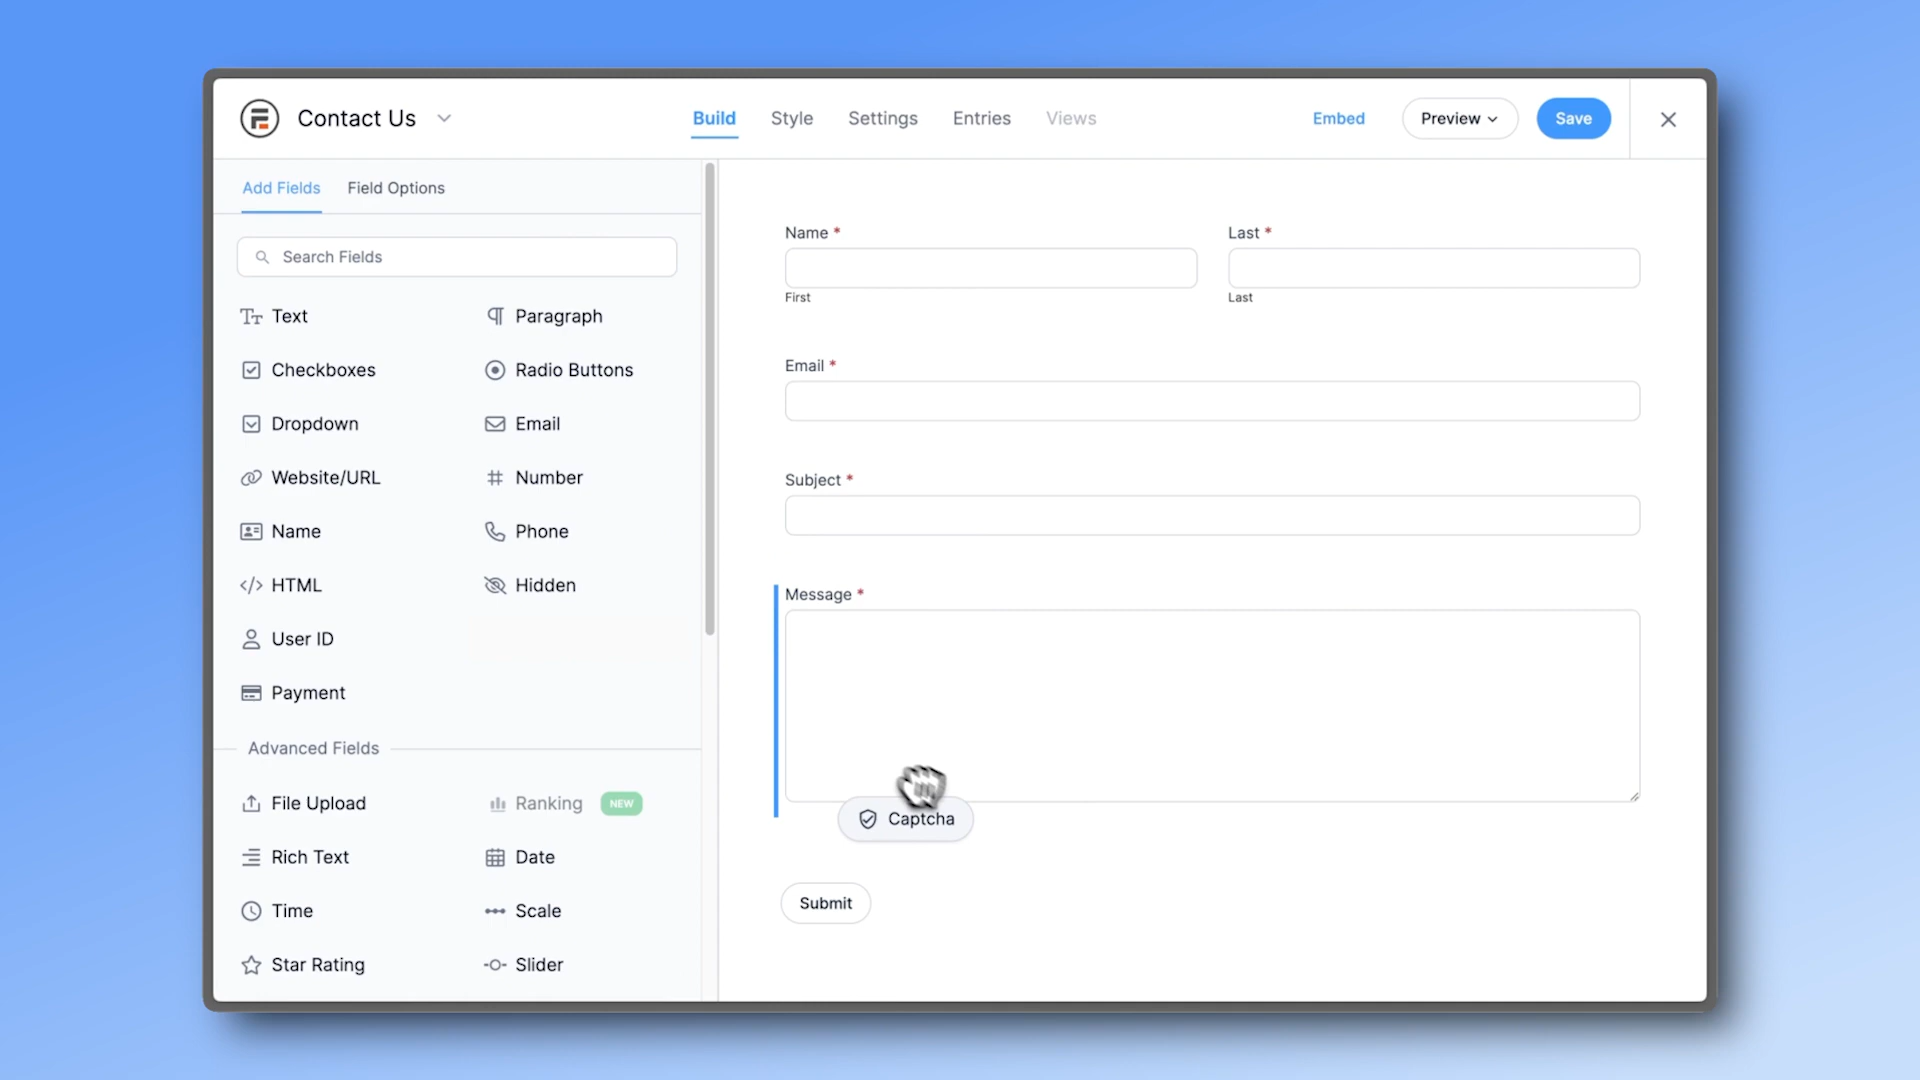 Contact Us
Build Style Settings Entries Views
Embed Preview Save
Add Fields Field Options
Search Fields
Text Paragraph
Checkboxes Radio Buttons
Dropdown Email
Website/URL Number
Name Phone
HTML Hidden
User ID
Payment
Advanced Fields
File Upload Ranking NEW
Rich Text Date
Time Scale
Star Rating Slider
Name * Last *
First Last
Email *
Subject *
Message *
Captcha
Submit